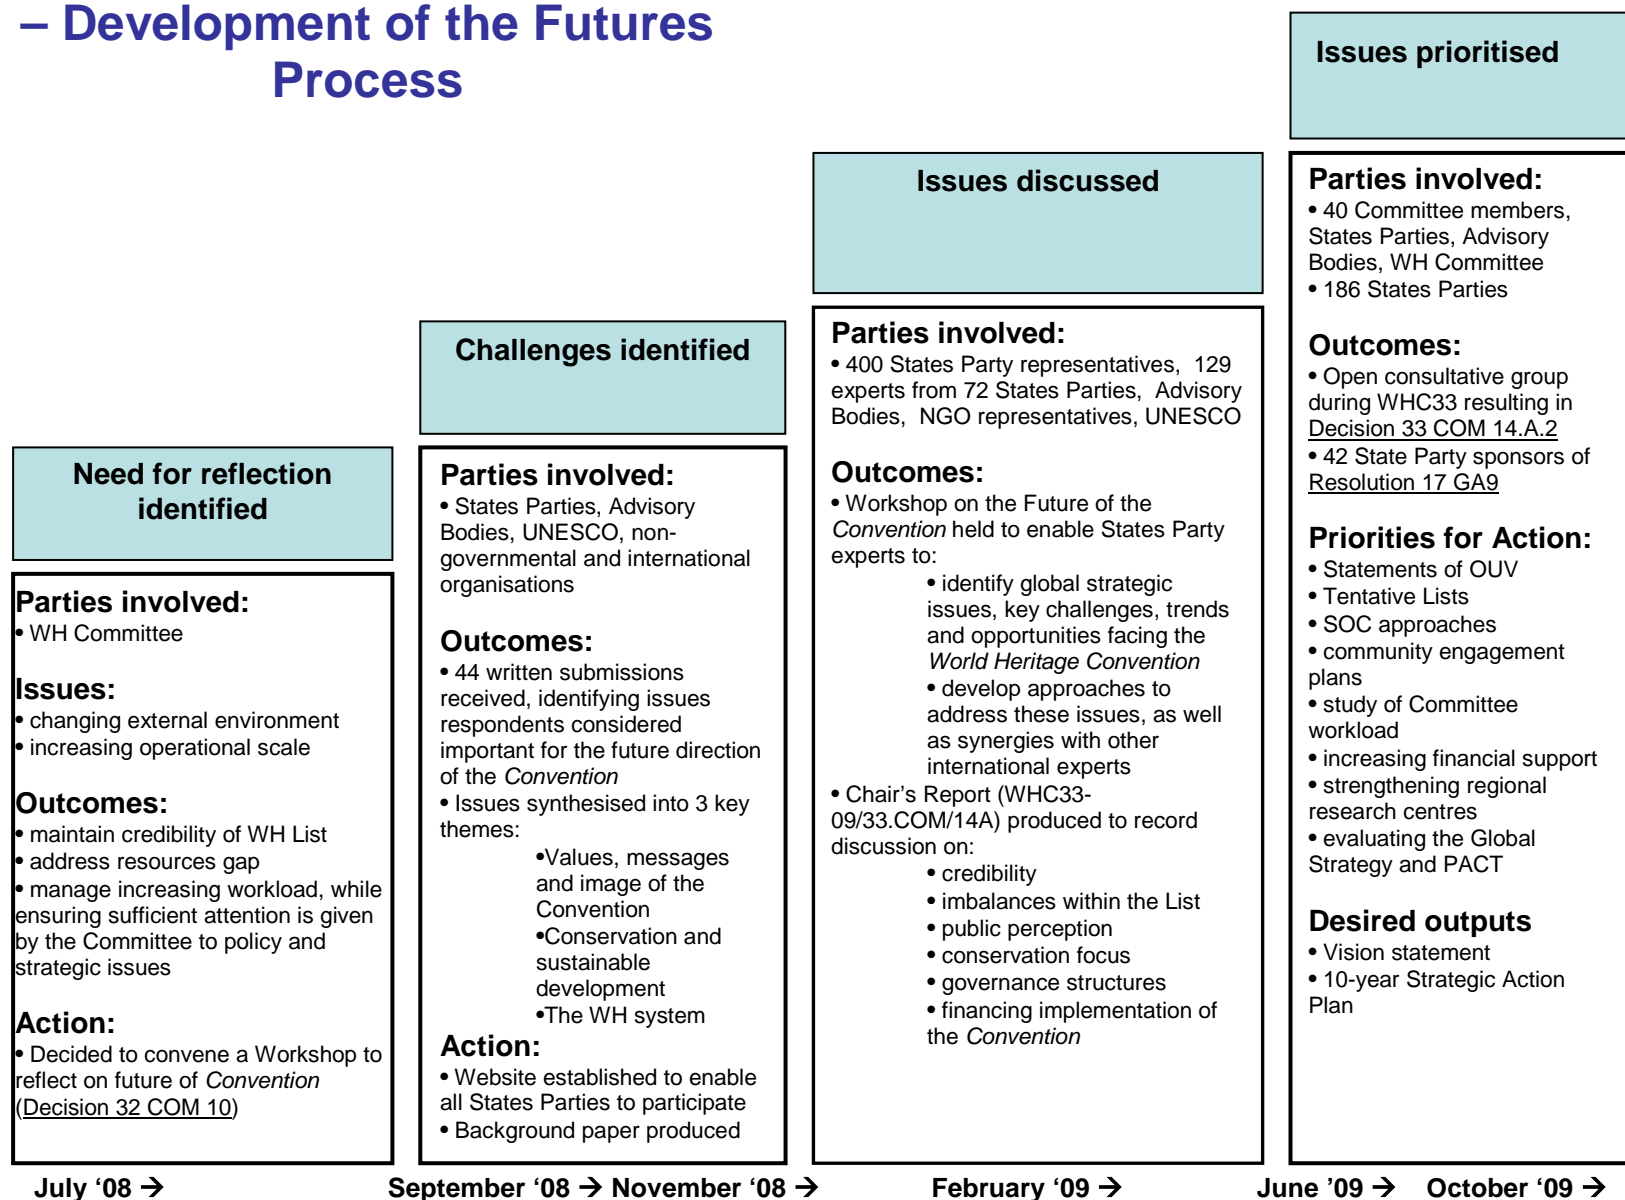 – Development of the Futures
Process
Need for reflection
identified
Parties involved:
• WH Committee
Issues:
• changing external environment
• increasing operational scale
Outcomes:
• maintain credibility of WH List
• address resources gap
• manage increasing workload, while
ensuring sufficient attention is given
by the Committee to policy and
strategic issues
Action:
• Decided to convene a Workshop to
reflect on future of Convention
(Decision 32 COM 10)
Challenges identified
Parties involved:
• States Parties, Advisory
Bodies, UNESCO, non-
governmental and international
organisations
Outcomes:
• 44 written submissions
received, identifying issues
respondents considered
important for the future direction
of the Convention
• Issues synthesised into 3 key
themes:
•Values, messages
and image of the
Convention
•Conservation and
sustainable
development
•The WH system
Action:
• Website established to enable
all States Parties to participate
• Background paper produced
Issues discussed
Parties involved:
• 400 States Party representatives, 129
experts from 72 States Parties, Advisory
Bodies, NGO representatives, UNESCO
Outcomes:
• Workshop on the Future of the
Convention held to enable States Party
experts to:
• identify global strategic
issues, key challenges, trends
and opportunities facing the
World Heritage Convention
• develop approaches to
address these issues, as well
as synergies with other
international experts
• Chair's Report (WHC33-
09/33.COM/14A) produced to record
discussion on:
• credibility
• imbalances within the List
• public perception
• conservation focus
• governance structures
• financing implementation of
the Convention
Issues prioritised
Parties involved:
• 40 Committee members,
States Parties, Advisory
Bodies, WH Committee
• 186 States Parties
Outcomes:
• Open consultative group
during WHC33 resulting in
Decision 33 COM 14.A.2
• 42 State Party sponsors of
Resolution 17 GA9
Priorities for Action:
• Statements of OUV
• Tentative Lists
• SOC approaches
• community engagement
plans
• study of Committee
workload
• increasing financial support
• strengthening regional
research centres
• evaluating the Global
Strategy and PACT
Desired outputs
• Vision statement
• 10-year Strategic Action
Plan
July ‘08 → September ‘08 → November ‘08 → February ‘09 → June ’09 → October ‘09 →